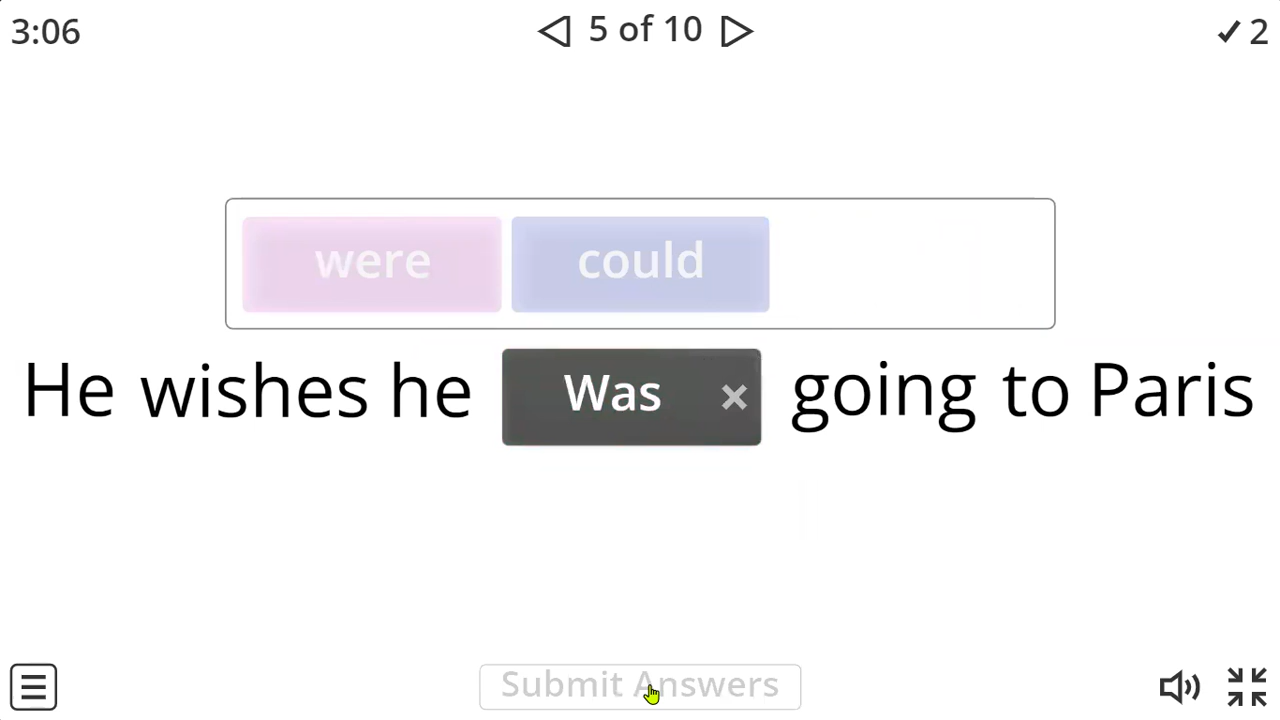 3:06 5 of 10 ✓ 2
were could
He wishes he Was × going to Paris
Submit Answers